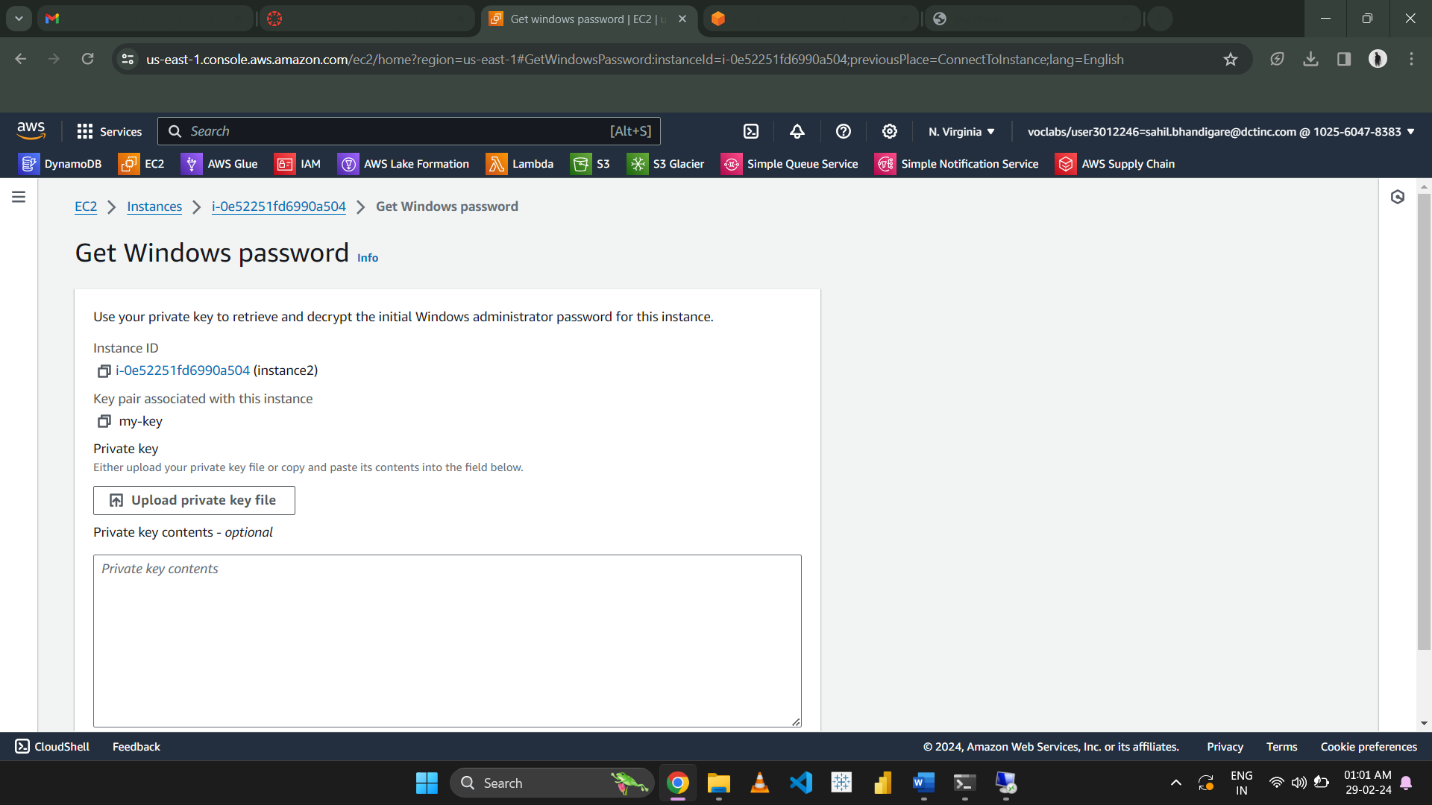 Get windows password | EC2 | u
us-east-1.console.aws.amazon.com/ec2/home?region=us-east-1#GetWindowsPassword:instanceId=i-0e52251fd6990a504;previousPlace=ConnectToInstance;lang=English
aws Services Search [Alt+S] N. Virginia voclabs/user3012246=sahil.bhandigare@dctinc.com @ 1025-6047-8383
DynamoDB EC2 AWS Glue IAM AWS Lake Formation Lambda S3 S3 Glacier Simple Queue Service Simple Notification Service AWS Supply Chain
EC2 Instances i-0e52251fd6990a504 Get Windows password
Get Windows password Info
Use your private key to retrieve and decrypt the initial Windows administrator password for this instance.
Instance ID
i-0e52251fd6990a504 (instance2)
Key pair associated with this instance
my-key
Private key
Either upload your private key file or copy and paste its contents into the field below.
Upload private key file
Private key contents - optional
Private key contents
CloudShell Feedback © 2024, Amazon Web Services, Inc. or its affiliates. Privacy Terms Cookie preferences
Search ENG 01:01 AM
IN 29-02-24